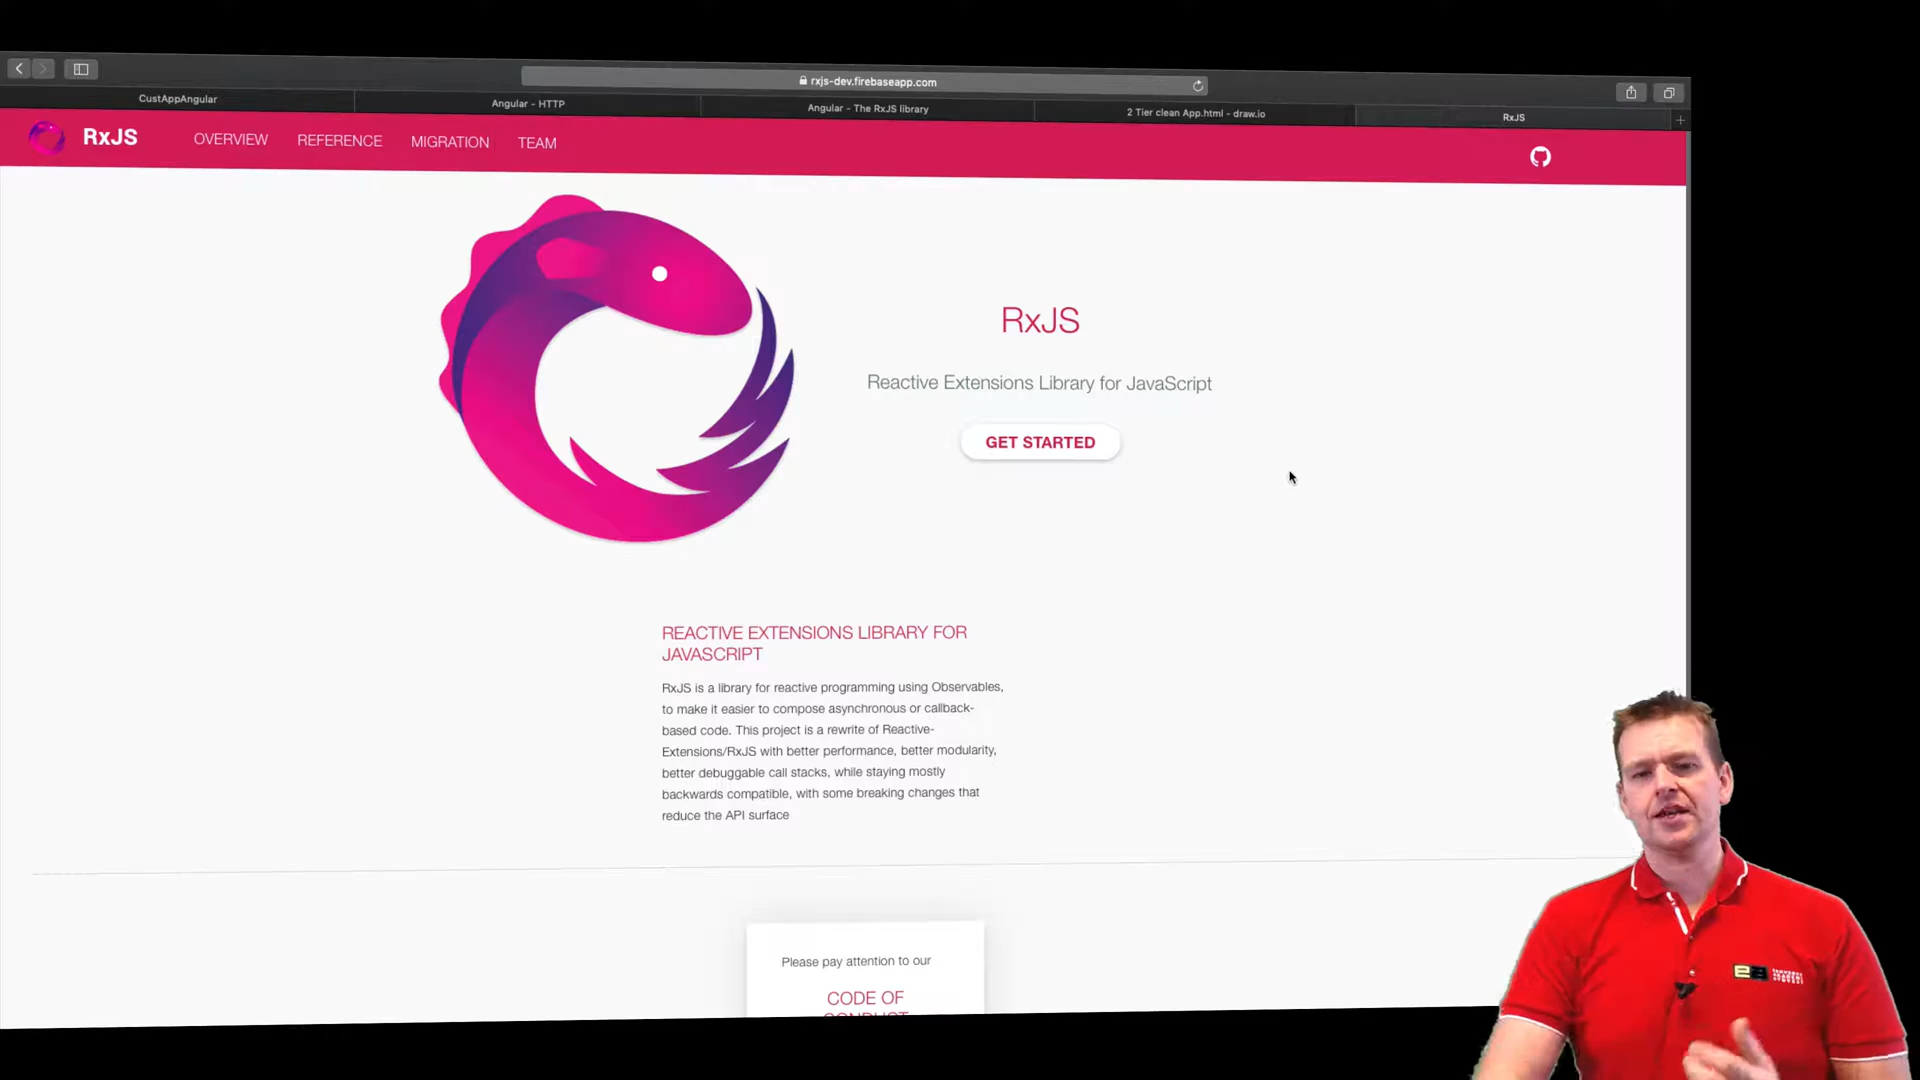 rxjs-dev.firebaseapp.com
CustAppAngular
Angular - HTTP
Angular - The RxJS library
2 Tier clean App.html - draw.io
RxJS
RxJS
OVERVIEW
REFERENCE
MIGRATION
TEAM
RxJS
Reactive Extensions Library for JavaScript
GET STARTED
REACTIVE EXTENSIONS LIBRARY FOR
JAVASCRIPT
RxJS is a library for reactive programming using Observables,
to make it easier to compose asynchronous or callback-
based code. This project is a rewrite of Reactive-
Extensions/RxJS with better performance, better modularity,
better debuggable call stacks, while staying mostly
backwards compatible, with some breaking changes that
reduce the API surface
Please pay attention to our
CODE OF
CONDUCT